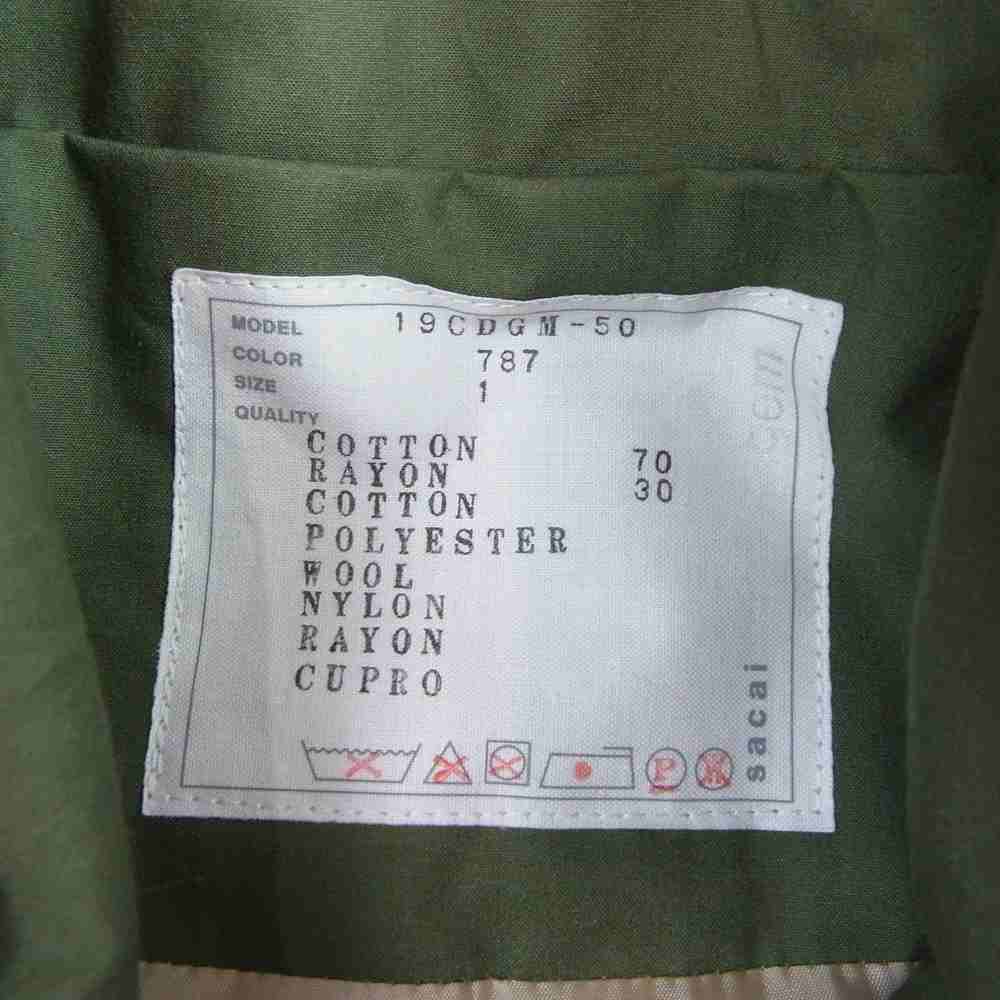 MODEL 19CDGM-50
COLOR 787
SIZE 1
QUALITY
COTTON 70
RAYON 30
COTTON
POLYESTER
WOOL
NYLON
RAYON
CUPRO
P
sacai
gem